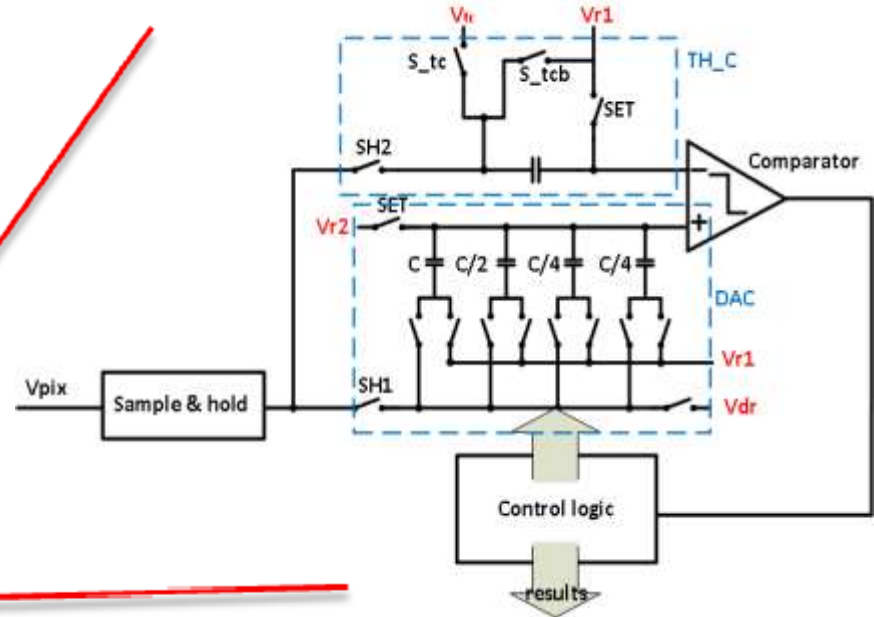 Vtc Vr1
S_tc S_tcb TH_C
SET
SH2 Comparator
−
SET +
Vr2
C C/2 C/4 C/4
DAC
Vr1
Vpix SH1
Sample & hold Vdr
Control logic
results